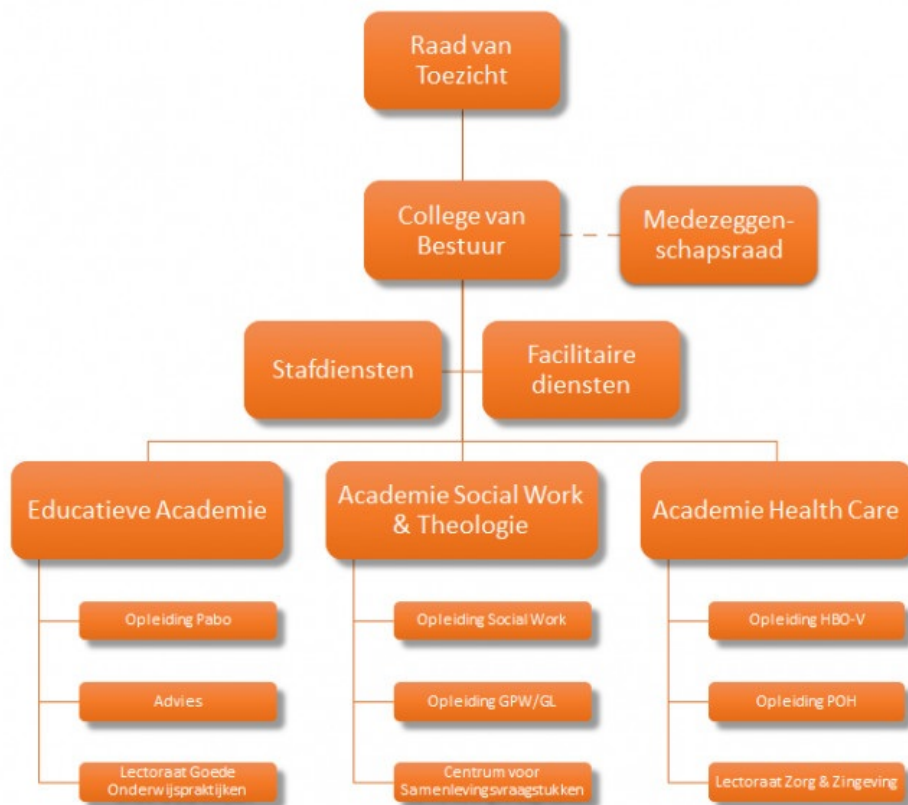 Raad van
Toezicht
College van
Bestuur
Medezeggen-
schapsraad
Stafdiensten
Facilitaire
diensten
Educatieve Academie
Academie Social Work
& Theologie
Academie Health Care
Opleiding Pabo
Opleiding Social Work
Opleiding HBO-V
Advies
Opleiding GPW/GL
Opleiding POH
Lectoraat Goede
Onderwijspraktijken
Centrum voor
Samenlevingsvraagstukken
Lectoraat Zorg & Zingeving